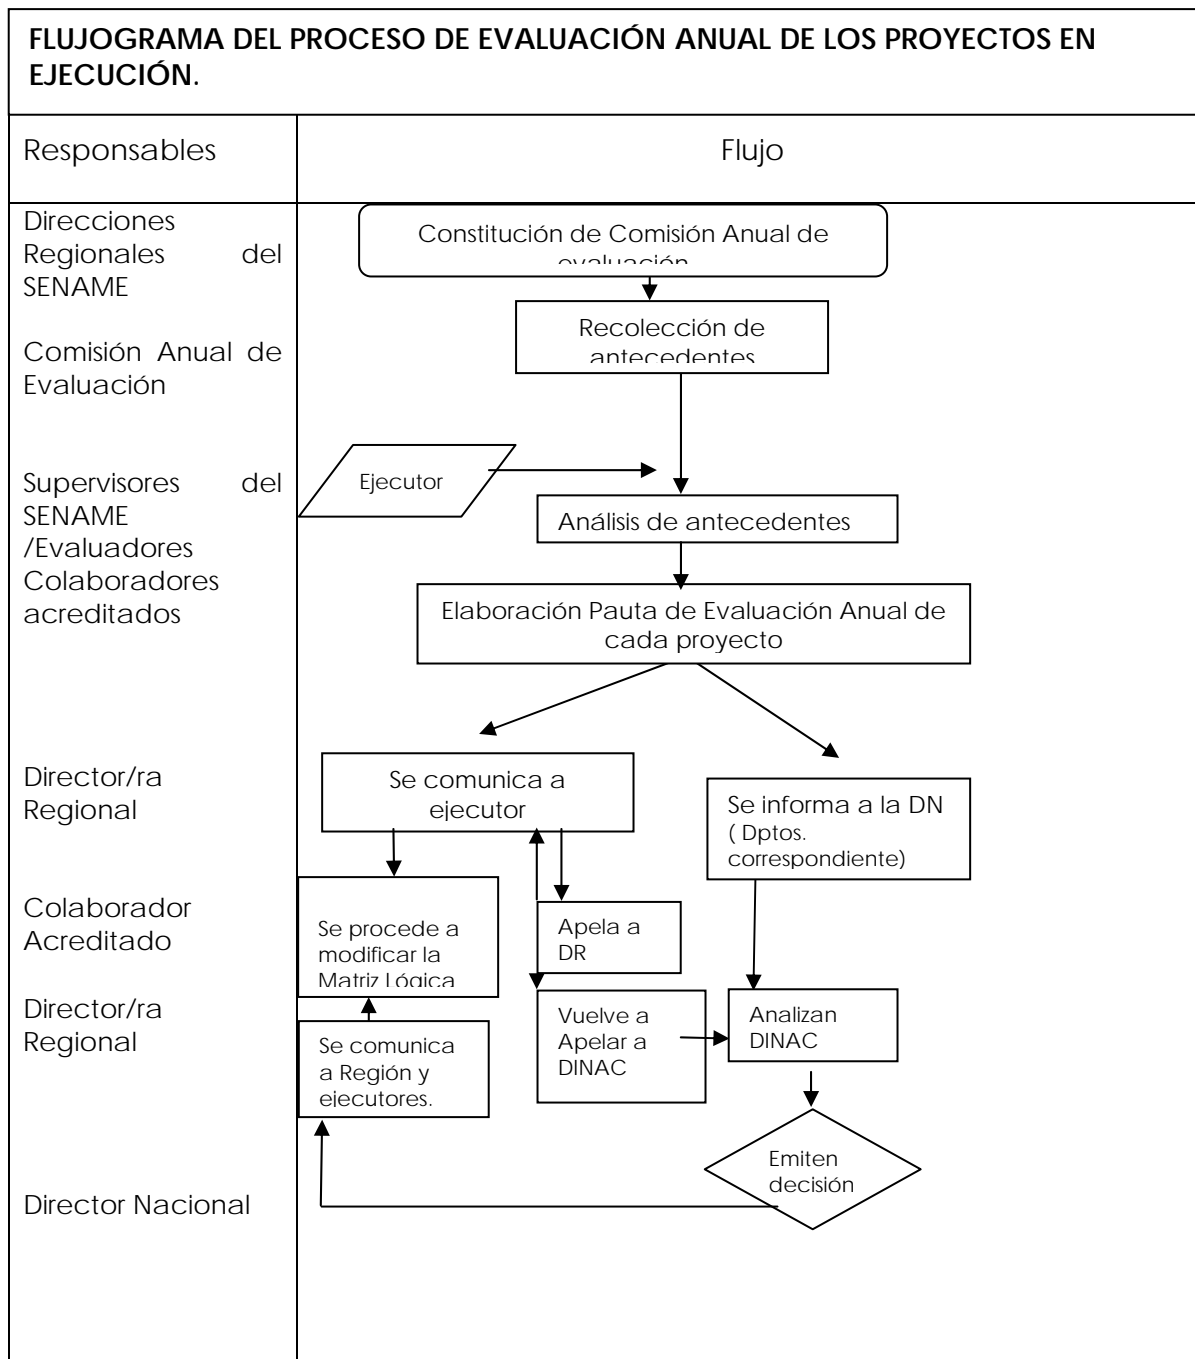 FLUJOGRAMA DEL PROCESO DE EVALUACIÓN ANUAL DE LOS PROYECTOS EN
EJECUCIÓN.
Responsables
Flujo
Direcciones
Regionales del
SENAME
Comisión Anual de
Evaluación
Supervisores del
SENAME
/Evaluadores
Colaboradores
acreditados
Director/ra
Regional
Colaborador
Acreditado
Director/ra
Regional
Director Nacional
Constitución de Comisión Anual de
evaluación
Recolección de
antecedentes
Ejecutor
Análisis de antecedentes
Elaboración Pauta de Evaluación Anual de
cada proyecto
Se comunica a
ejecutor
Se informa a la DN
( Dptos.
correspondiente)
Se procede a
modificar la
Matriz Lógica
Apela a
DR
Vuelve a
Apelar a
DINAC
Analizan
DINAC
Se comunica
a Región y
ejecutores.
Emiten
decisión